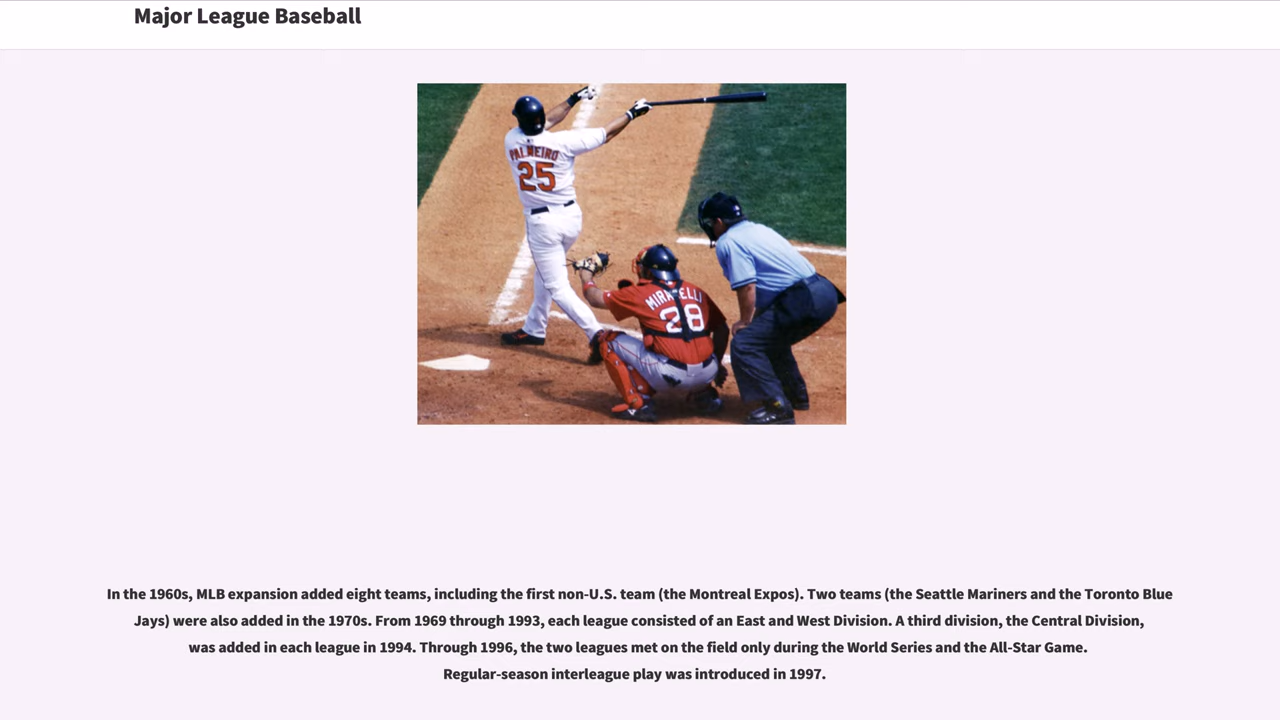 Major League Baseball
PALMEIRO
25
MIRABELLI
28
In the 1960s, MLB expansion added eight teams, including the first non-U.S. team (the Montreal Expos). Two teams (the Seattle Mariners and the Toronto Blue
Jays) were also added in the 1970s. From 1969 through 1993, each league consisted of an East and West Division. A third division, the Central Division,
was added in each league in 1994. Through 1996, the two leagues met on the field only during the World Series and the All-Star Game.
Regular-season interleague play was introduced in 1997.